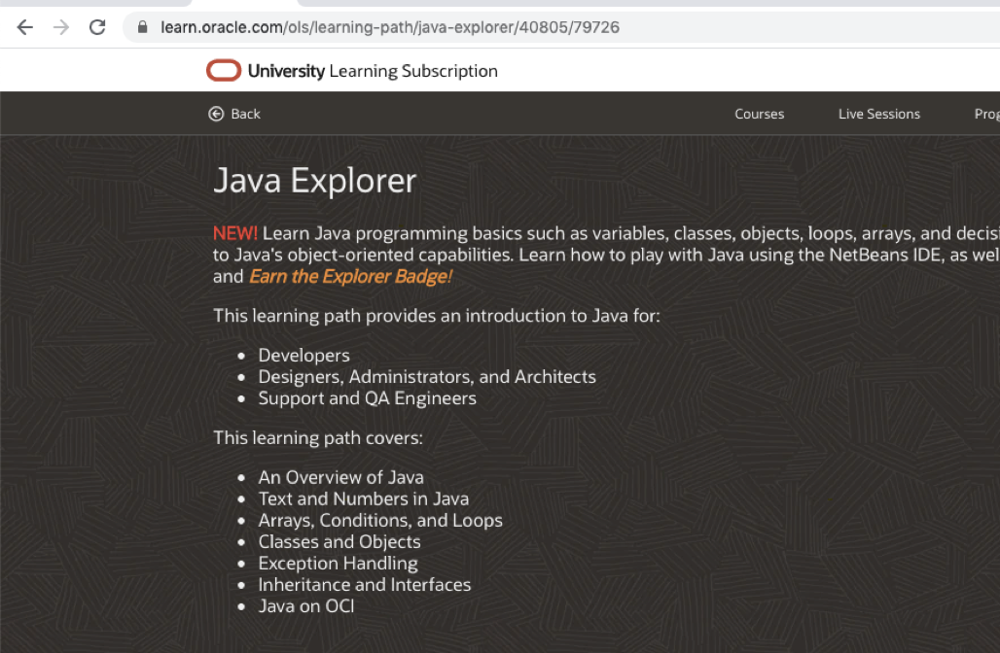 learn.oracle.com/ols/learning-path/java-explorer/40805/79726
University Learning Subscription
Back Courses Live Sessions
Java Explorer
NEW! Learn Java programming basics such as variables, classes, objects, loops, arrays, and
to Java's object-oriented capabilities. Learn how to play with Java using the NetBeans IDE, as
and Earn the Explorer Badge!
This learning path provides an introduction to Java for:
• Developers
• Designers, Administrators, and Architects
• Support and QA Engineers
This learning path covers:
• An Overview of Java
• Text and Numbers in Java
• Arrays, Conditions, and Loops
• Classes and Objects
• Exception Handling
• Inheritance and Interfaces
• Java on OCI